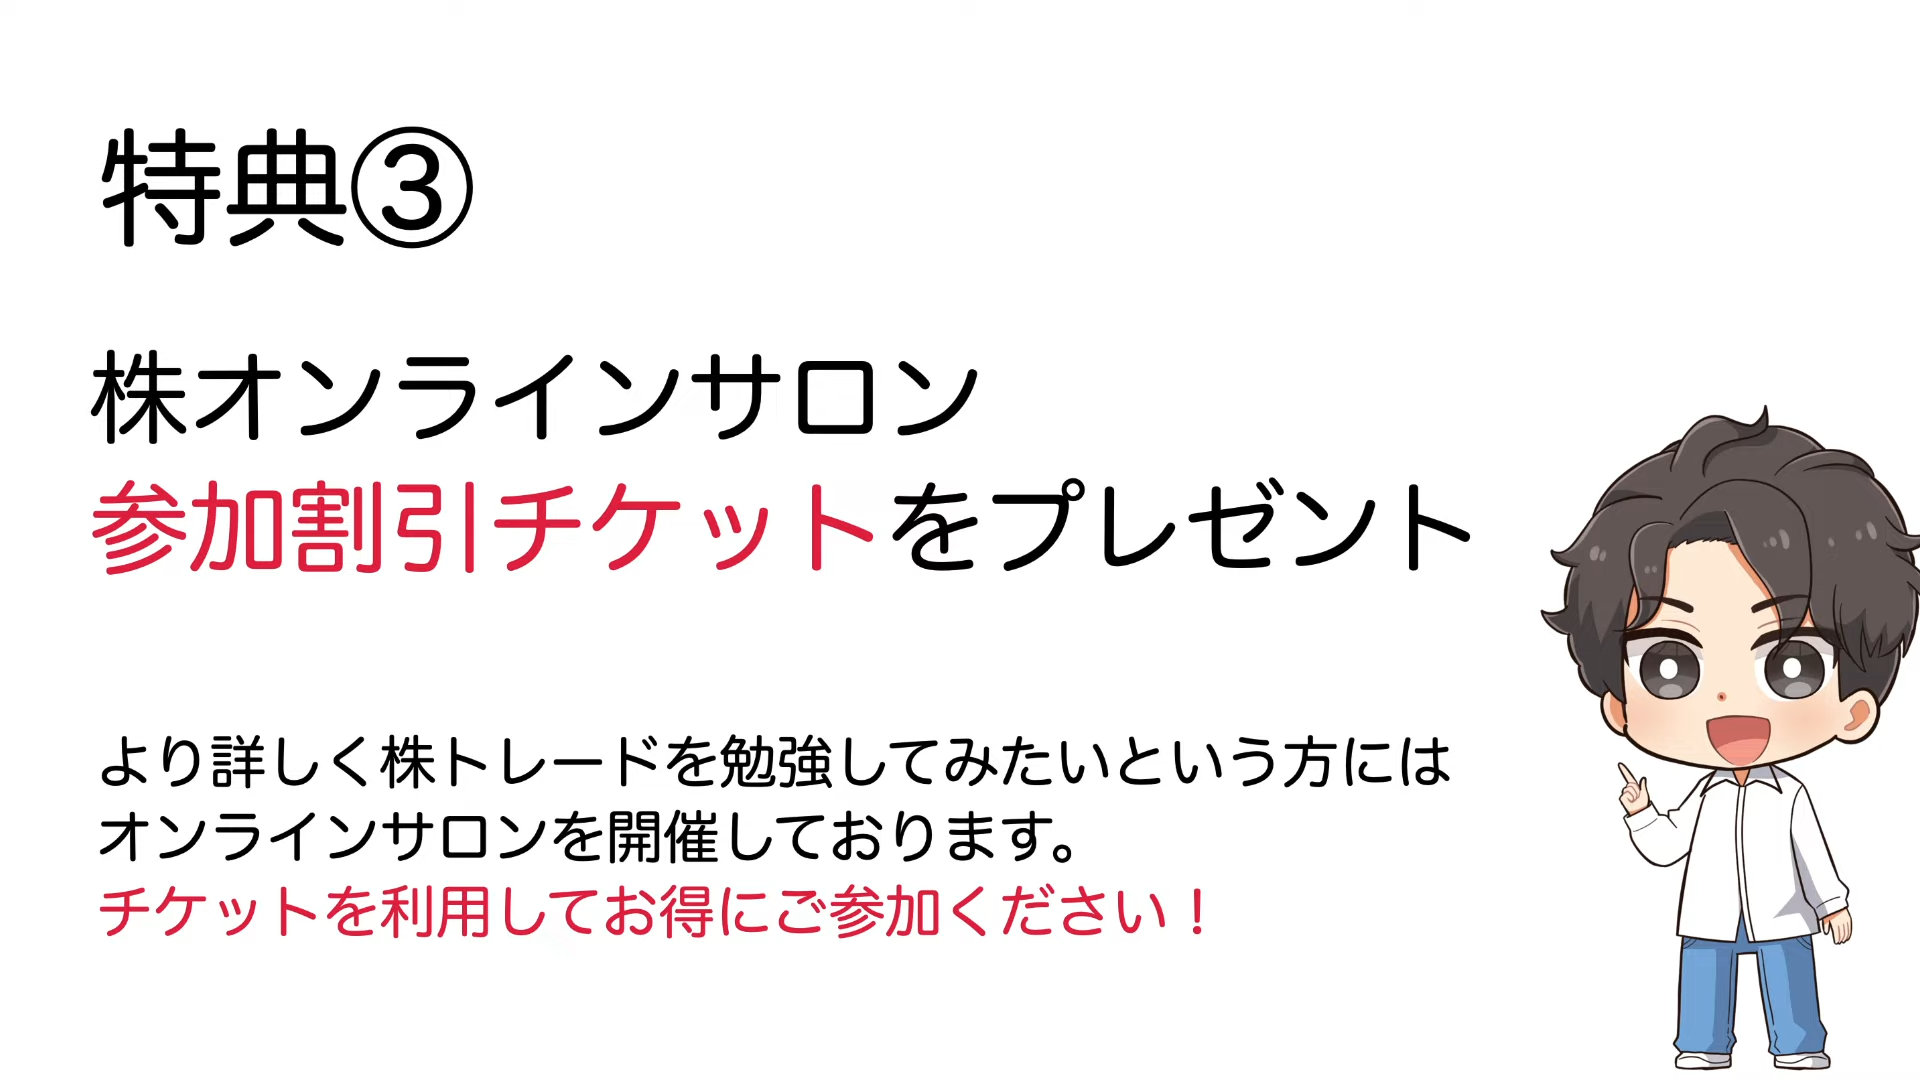 特典③
株オンラインサロン
参加割引チケットをプレゼント
より詳しく株トレードを勉強してみたいという方には
オンラインサロンを開催しております。
チケットを利用してお得にご参加ください！